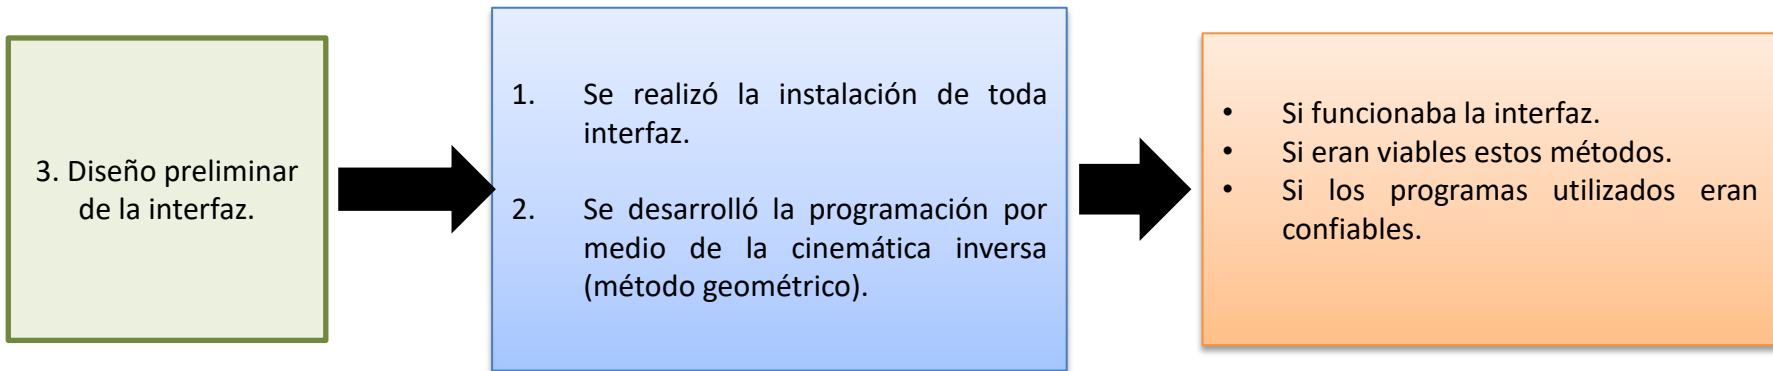 3. Diseño preliminar
de la interfaz.
1. Se realizó la instalación de toda
interfaz.
2. Se desarrolló la programación por
medio de la cinemática inversa
(método geométrico).
• Si funcionaba la interfaz.
• Si eran viables estos métodos.
• Si los programas utilizados eran
confiables.